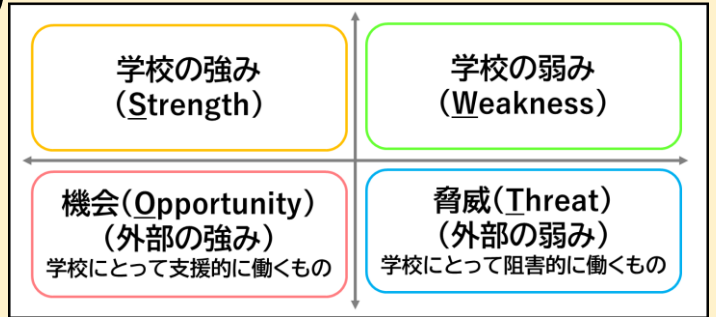 学校の強み
(Strength)
学校の弱み
(Weakness)
機会(Opportunity)
(外部の強み)
学校にとって支援的に働くもの
脅威(Threat)
(外部の弱み)
学校にとって阻害的に働くもの